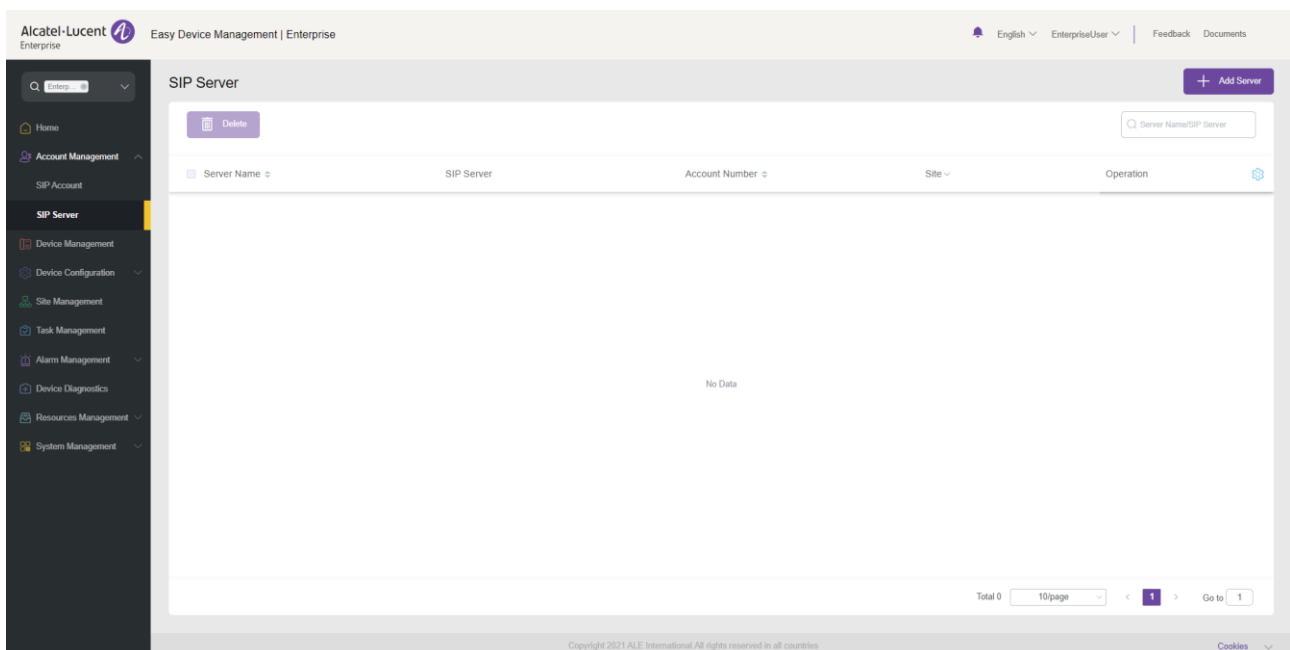 Alcatel·Lucent
Enterprise
Easy Device Management | Enterprise
English
EnterpriseUser
Feedback
Documents
Enterp...
SIP Server
Add Server
Home
Account Management
SIP Account
SIP Server
Device Management
Device Configuration
Site Management
Task Management
Alarm Management
Device Diagnostics
Resources Management
System Management
Delete
Server Name/SIP Server
Server Name
SIP Server
Account Number
Site
Operation
No Data
Total 0
10/page
1
Go to 1
Copyright 2021 ALE International.All rights reserved in all countries
Cookies